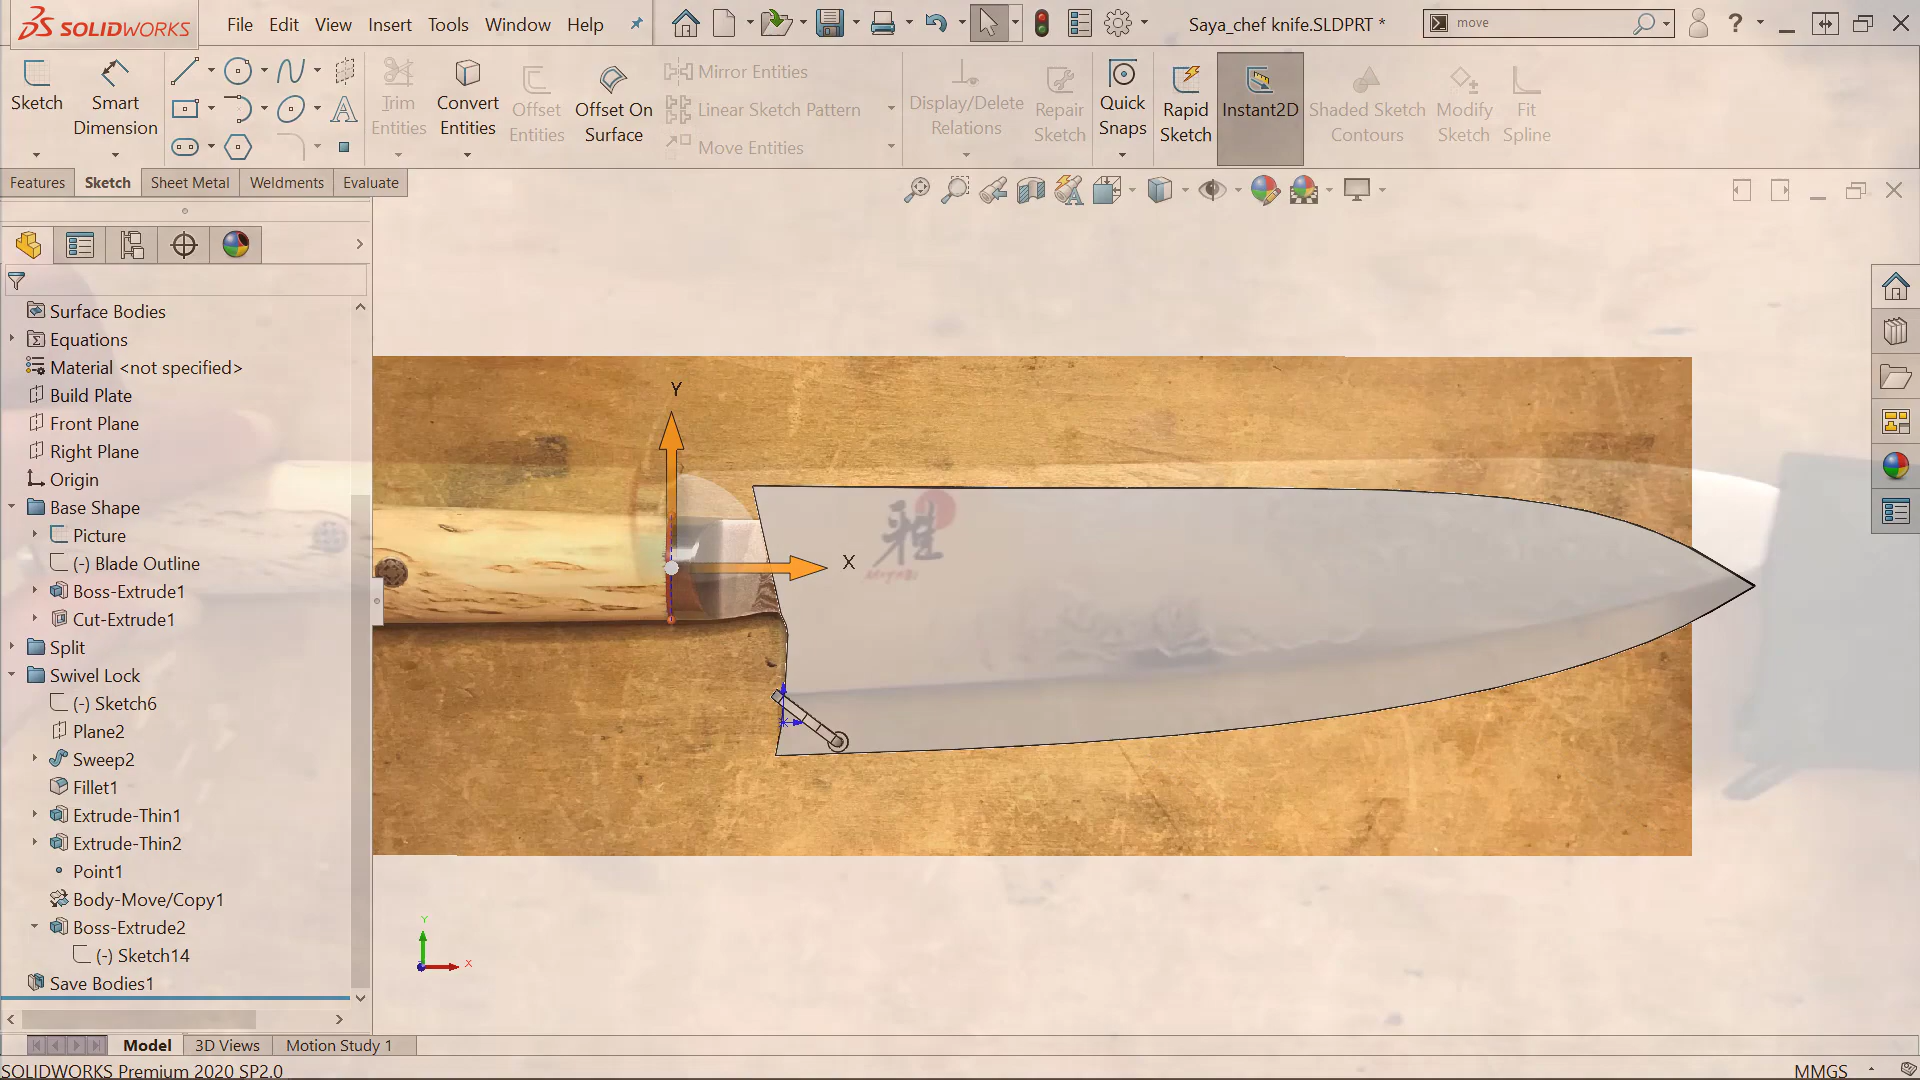 SOLIDWORKS
File Edit View Insert Tools Window Help
Saya_chef knife.SLDPRT *
move
Sketch
Smart Dimension
Trim Entities
Convert Entities
Offset Entities
Offset On Surface
Mirror Entities
Linear Sketch Pattern
Move Entities
Display/Delete Relations
Repair Sketch
Quick Snaps
Rapid Sketch
Instant2D
Shaded Sketch Contours
Modify Sketch
Fit Spline
Features Sketch Sheet Metal Weldments Evaluate
Surface Bodies
Equations
Material <not specified>
Build Plate
Front Plane
Right Plane
Origin
Base Shape
Picture
(-) Blade Outline
Boss-Extrude1
Cut-Extrude1
Split
Swivel Lock
(-) Sketch6
Plane2
Sweep2
Fillet1
Extrude-Thin1
Extrude-Thin2
Point1
Body-Move/Copy1
Boss-Extrude2
(-) Sketch14
Save Bodies1
Y
X
雅
Y
X
Model 3D Views Motion Study 1
SOLIDWORKS Premium 2020 SP2.0
MMGS